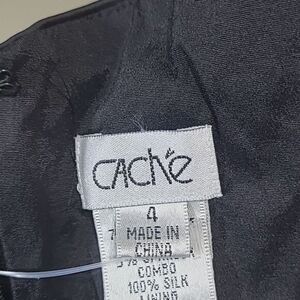 CAChé
4
MADE IN
CHINA
COMBO
100% SILK
LINING